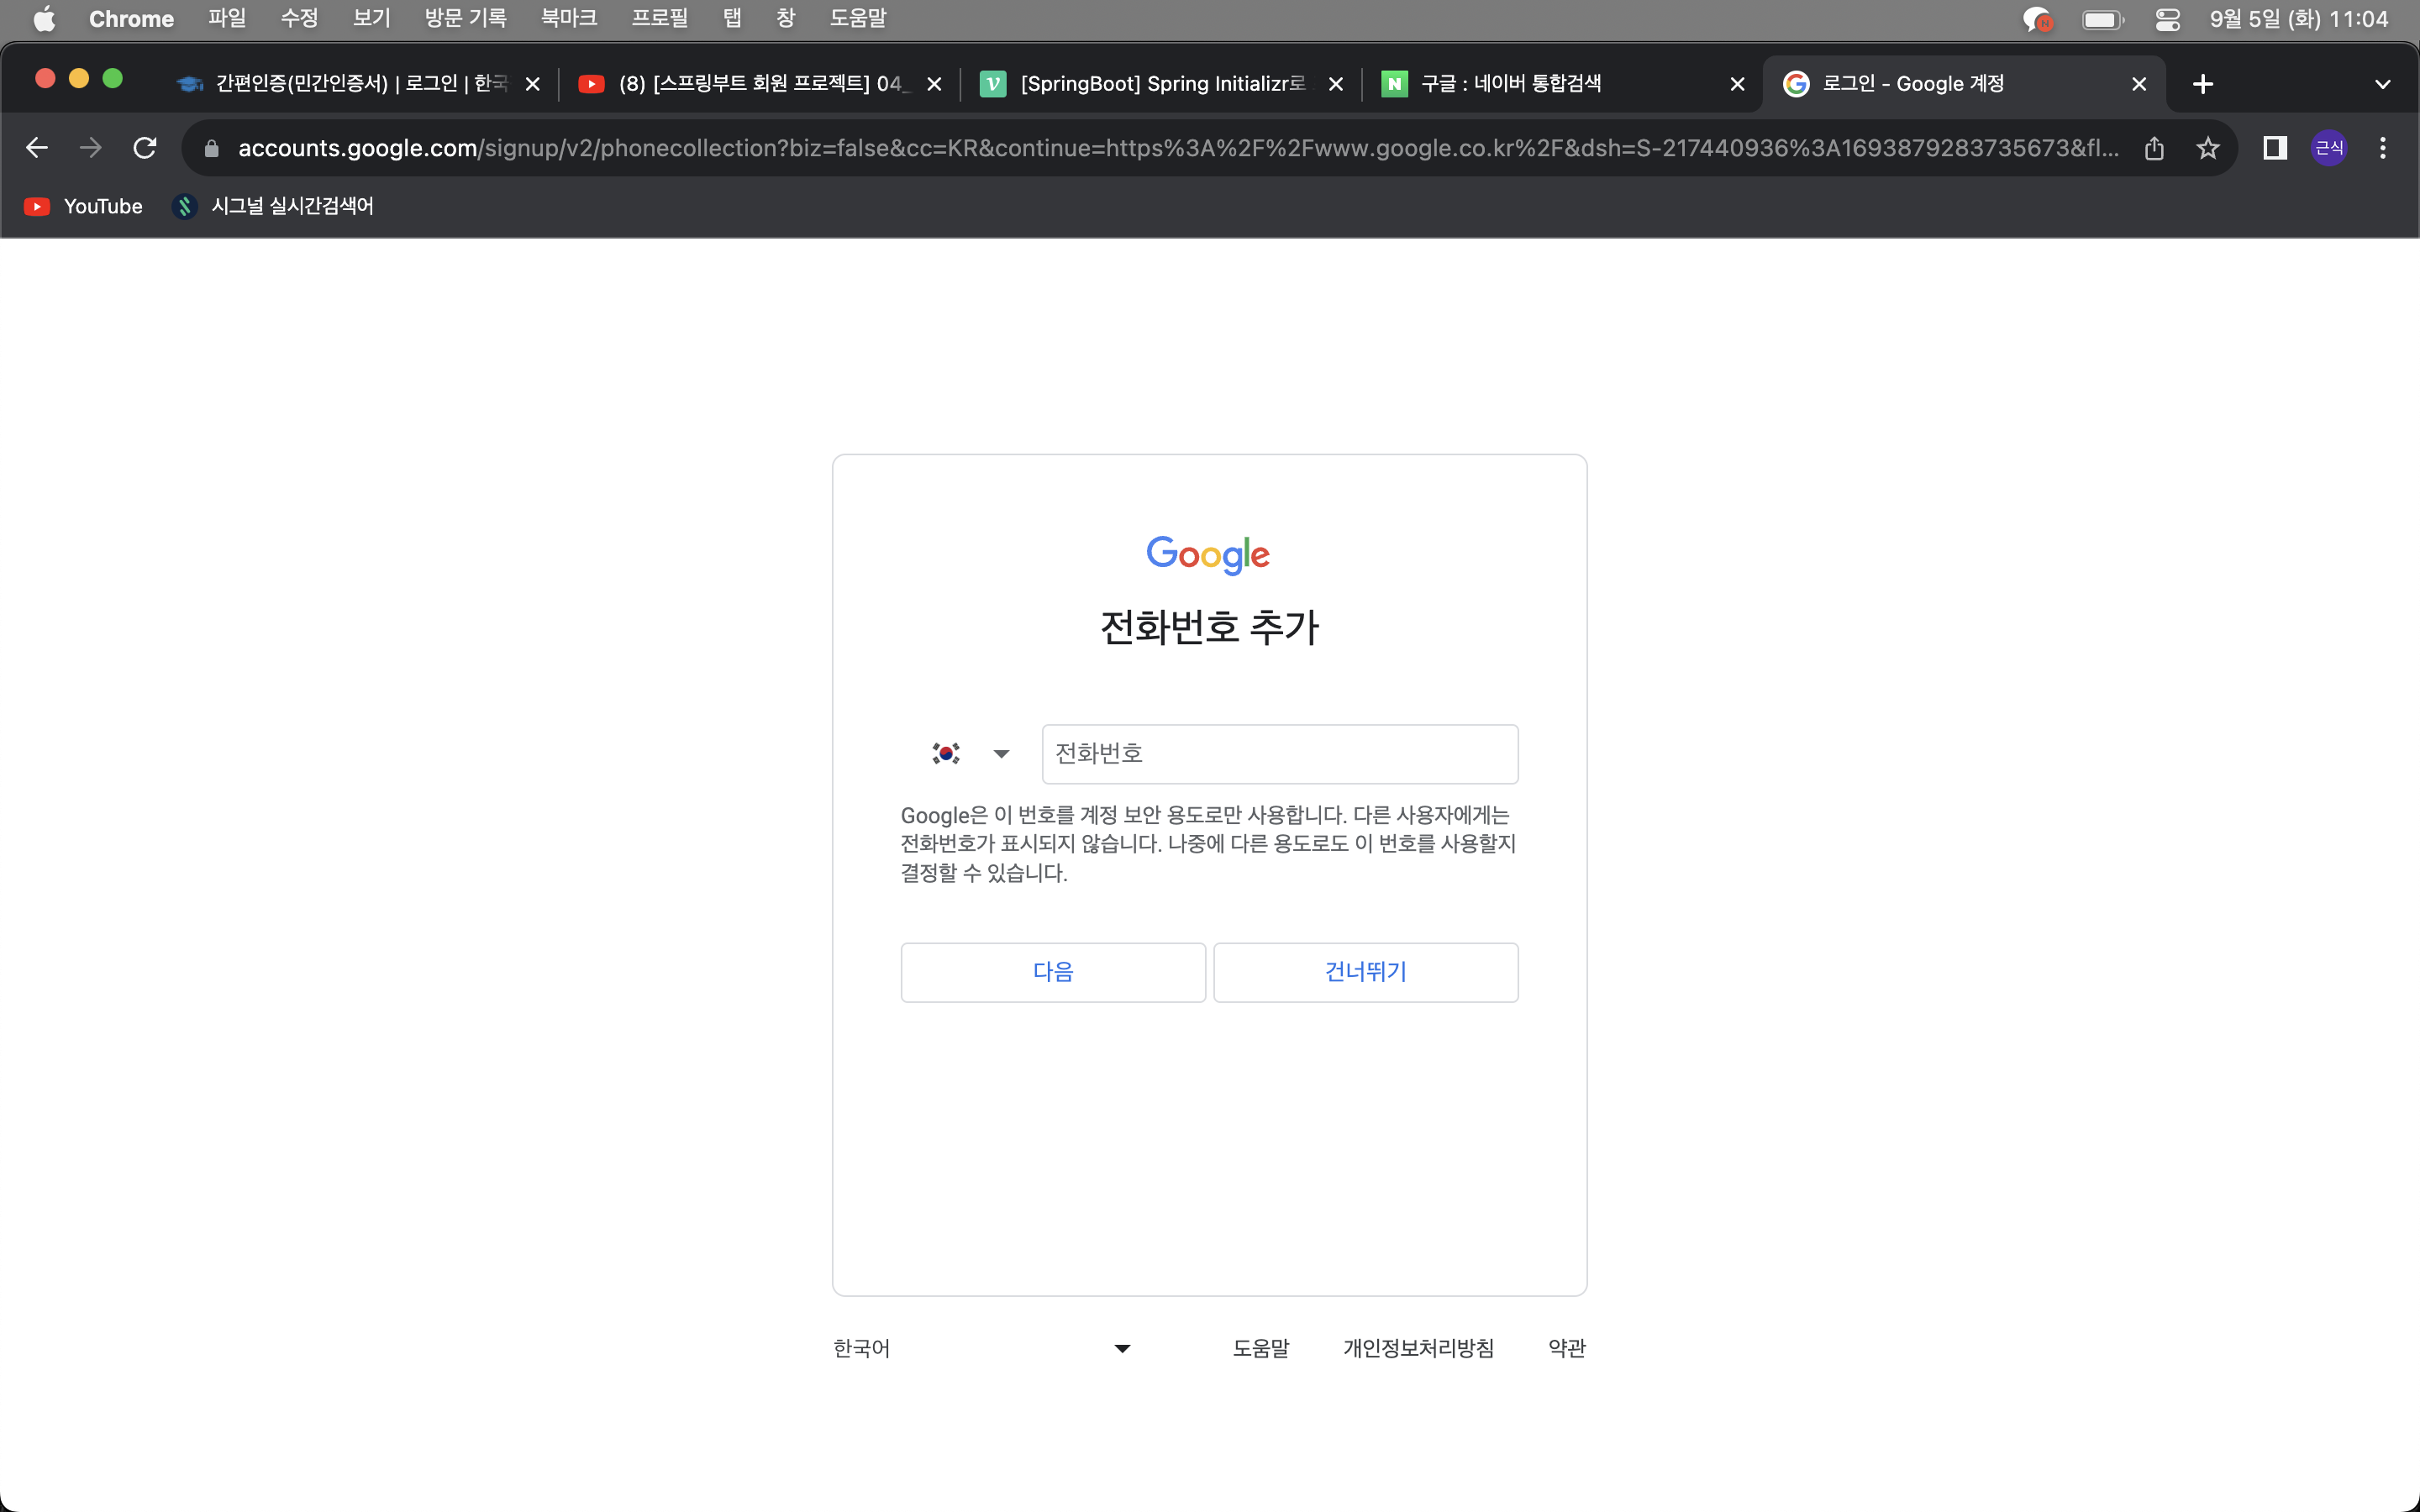 Chrome 파일 수정 보기 방문 기록 북마크 프로필 탭 창 도움말 9월 5일 (화) 11:04
간편인증(민간인증서) | 로그인 | 한국 (8) [스프링부트 회원 프로젝트] 04_ [SpringBoot] Spring Initializr로 구글 : 네이버 통합검색 로그인 - Google 계정
accounts.google.com/signup/v2/phonecollection?biz=false&cc=KR&continue=https%3A%2F%2Fwww.google.co.kr%2F&dsh=S-217440936%3A1693879283735673&fl... 근식
YouTube 시그널 실시간검색어
Google
전화번호 추가
전화번호
Google은 이 번호를 계정 보안 용도로만 사용합니다. 다른 사용자에게는
전화번호가 표시되지 않습니다. 나중에 다른 용도로도 이 번호를 사용할지
결정할 수 있습니다.
다음 건너뛰기
한국어 도움말 개인정보처리방침 약관